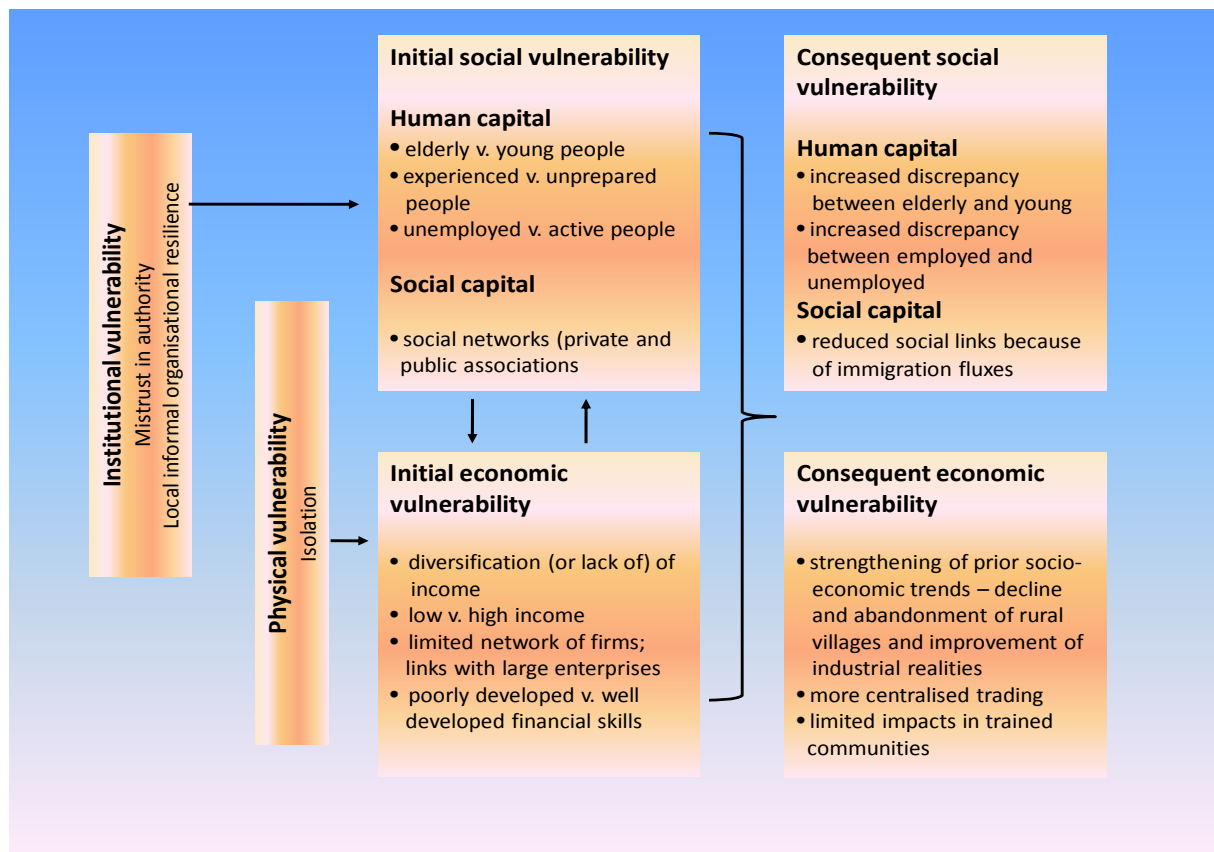 Institutional vulnerability
Mistrust in authority
Local informal organisational resilience
Physical vulnerability
Isolation
Initial social vulnerability
Human capital
• elderly v. young people
• experienced v. unprepared
people
• unemployed v. active people
Social capital
• social networks (private and
public associations
Initial economic
vulnerability
• diversification (or lack of) of
income
• low v. high income
• limited network of firms;
links with large enterprises
• poorly developed v. well
developed financial skills
Consequent social
vulnerability
Human capital
• increased discrepancy
between elderly and young
• increased discrepancy
between employed and
unemployed
Social capital
• reduced social links because
of immigration fluxes
Consequent economic
vulnerability
• strengthening of prior socio-
economic trends – decline
and abandonment of rural
villages and improvement of
industrial realities
• more centralised trading
• limited impacts in trained
communities